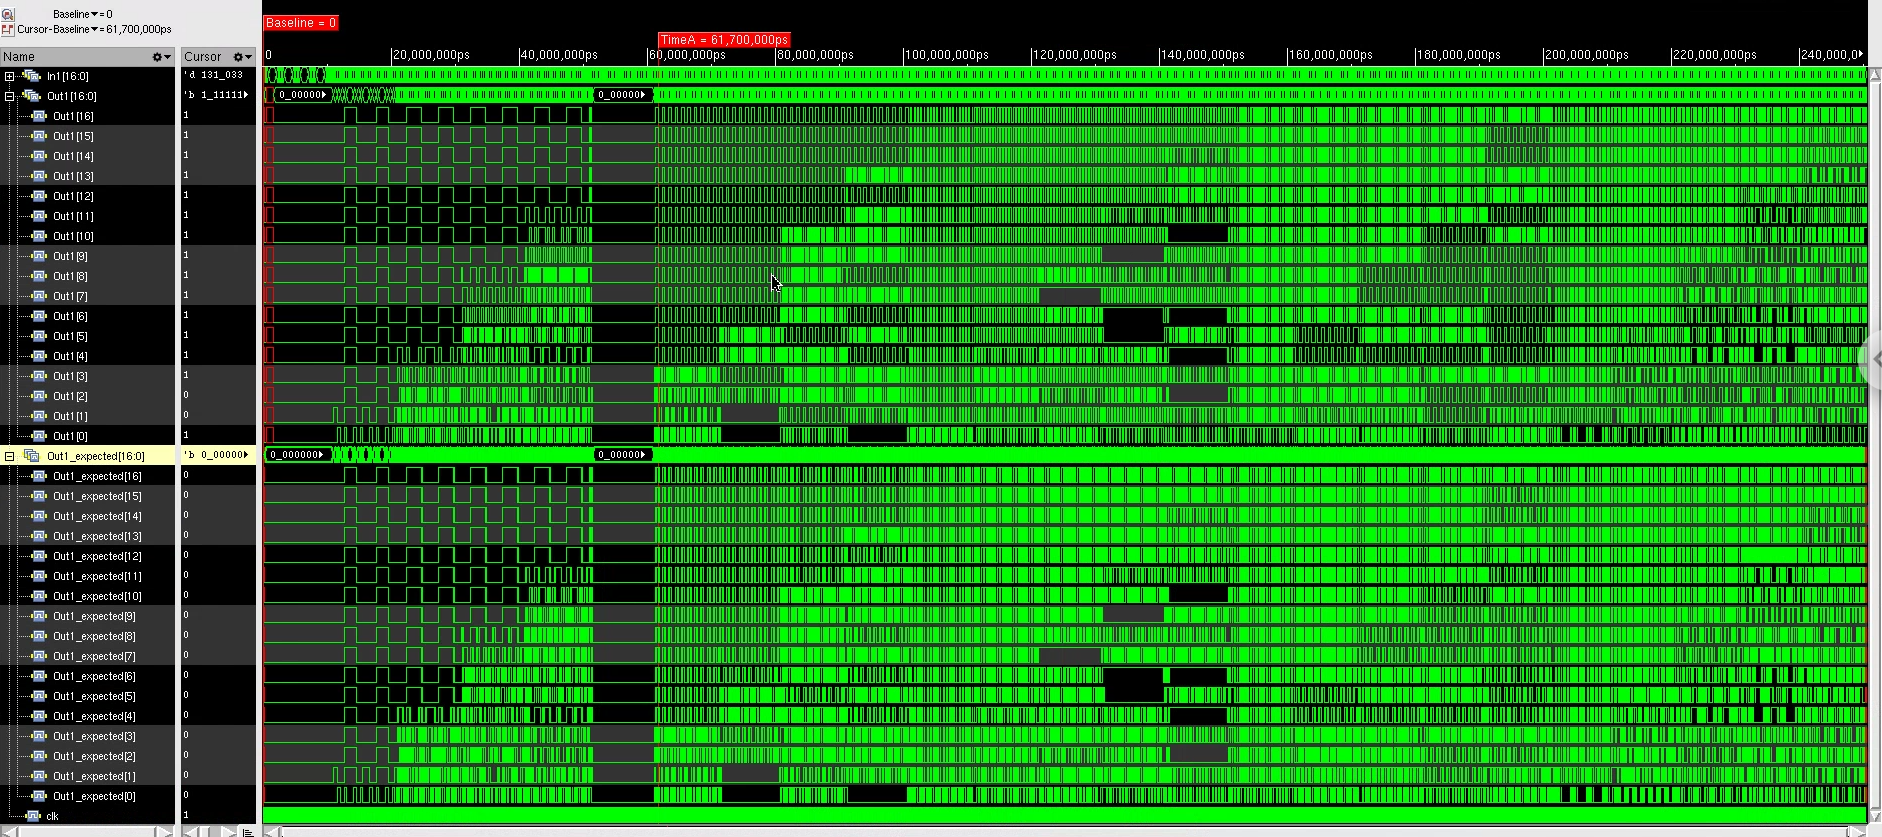 Baseline▼= 0
Cursor-Baseline▼= 61,700,000ps
Baseline = 0
TimeA = 61,700,000ps
Name Cursor
0 20,000,000ps 40,000,000ps 60,000,000ps 80,000,000ps 100,000,000ps 120,000,000ps 140,000,000ps 160,000,000ps 180,000,000ps 200,000,000ps 220,000,000ps 240,000,0
In1[16:0] 'd 131_033
Out1[16:0] 'b 1_11111 0_00000 0_00000
Out1[16] 1
Out1[15] 1
Out1[14] 1
Out1[13] 1
Out1[12] 1
Out1[11] 1
Out1[10] 1
Out1[9] 1
Out1[8] 1
Out1[7] 1
Out1[6] 1
Out1[5] 1
Out1[4] 1
Out1[3] 1
Out1[2] 0
Out1[1] 0
Out1[0] 1
Out1_expected[16:0] 'b 0_00000 0_000000 0_00000
Out1_expected[16] 0
Out1_expected[15] 0
Out1_expected[14] 0
Out1_expected[13] 0
Out1_expected[12] 0
Out1_expected[11] 0
Out1_expected[10] 0
Out1_expected[9] 0
Out1_expected[8] 0
Out1_expected[7] 0
Out1_expected[6] 0
Out1_expected[5] 0
Out1_expected[4] 0
Out1_expected[3] 0
Out1_expected[2] 0
Out1_expected[1] 0
Out1_expected[0] 0
clk 1